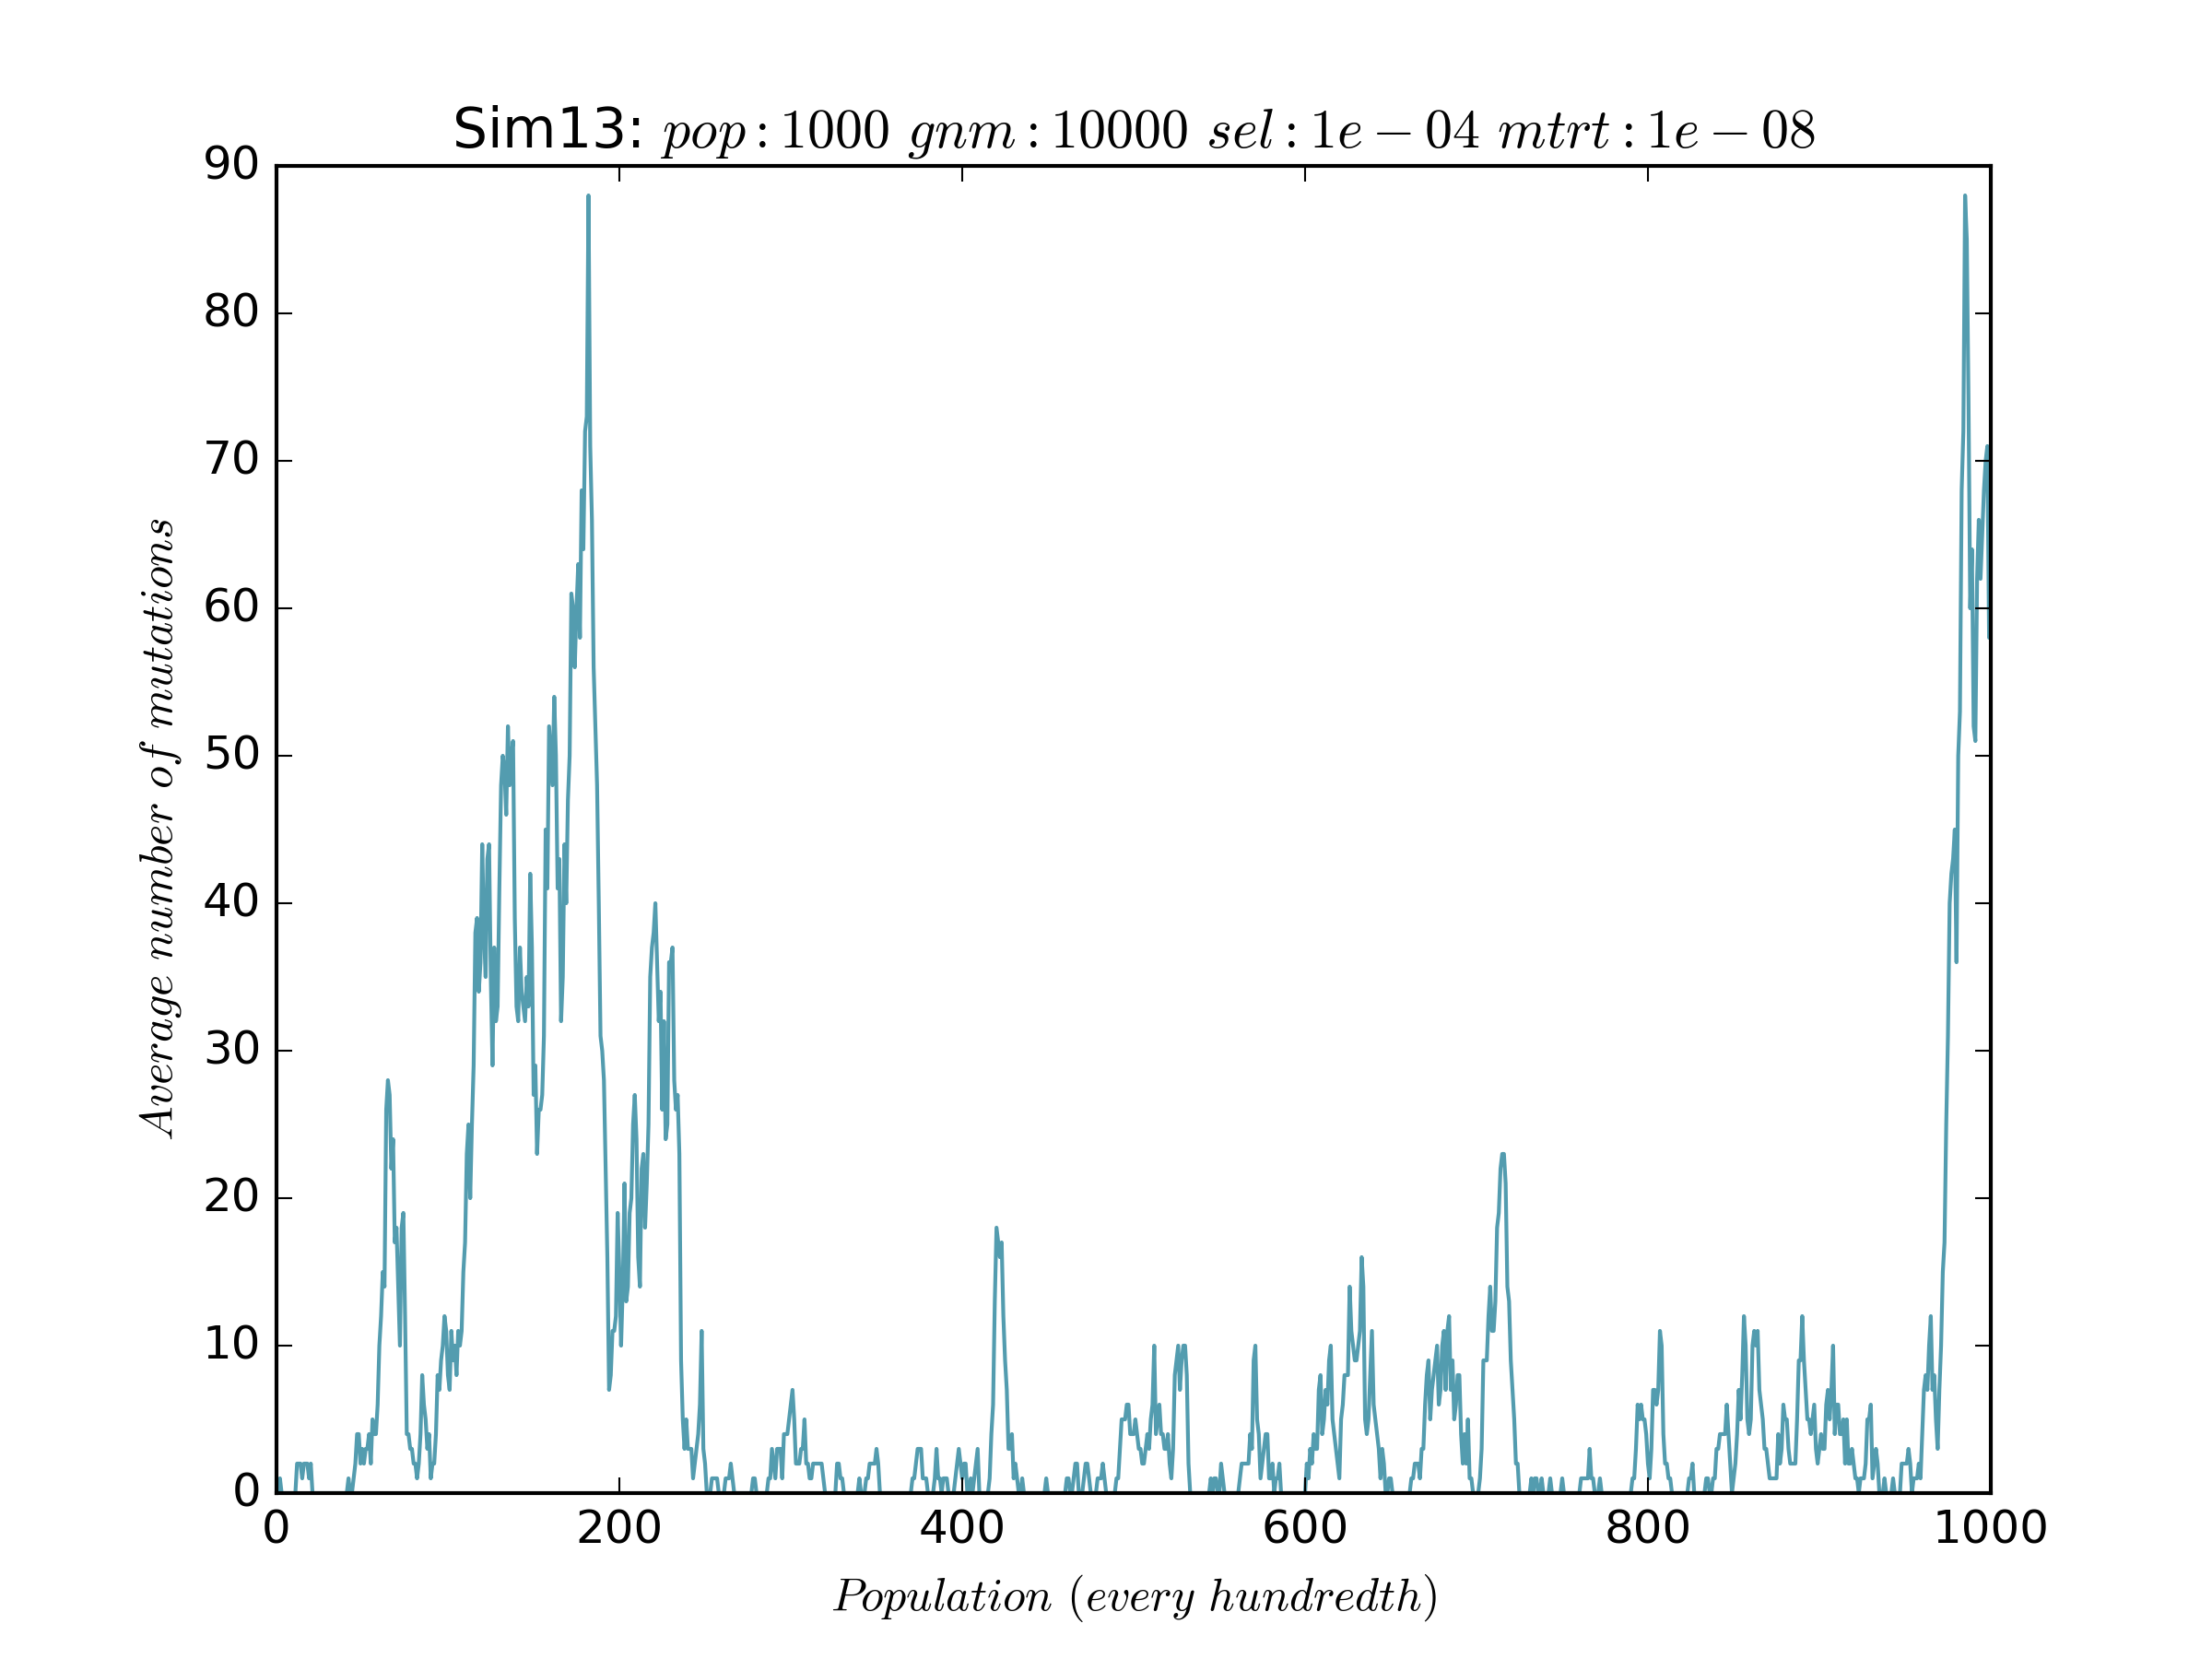 Sim13: pop : 1000 gnm : 10000 sel : 1e − 04 mtrt : 1e − 08
90
80
70
60
50
40
30
20
10
0
Average number of mutations
0 200 400 600 800 1000
Population (every hundredth)